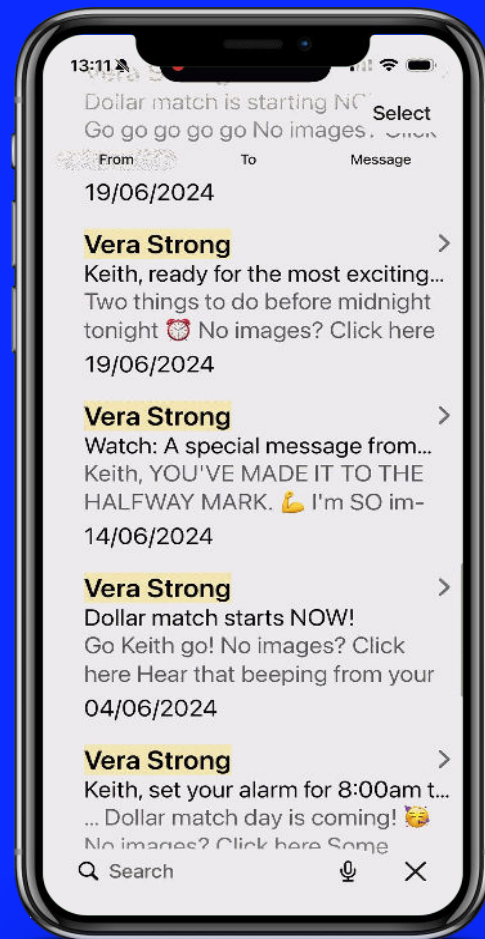 13:11
Vera S
Dollar match is starting NO
Select
Go go go go go No images? Click
From To Message
19/06/2024
Vera Strong
Keith, ready for the most exciting...
Two things to do before midnight
tonight ⏰ No images? Click here
19/06/2024
Vera Strong
Watch: A special message from...
Keith, YOU'VE MADE IT TO THE
HALFWAY MARK. 💪 I'm SO im-
14/06/2024
Vera Strong
Dollar match starts NOW!
Go Keith go! No images? Click
here Hear that beeping from your
04/06/2024
Vera Strong
Keith, set your alarm for 8:00am t...
... Dollar match day is coming! 🥳
No images? Click here Some
Search